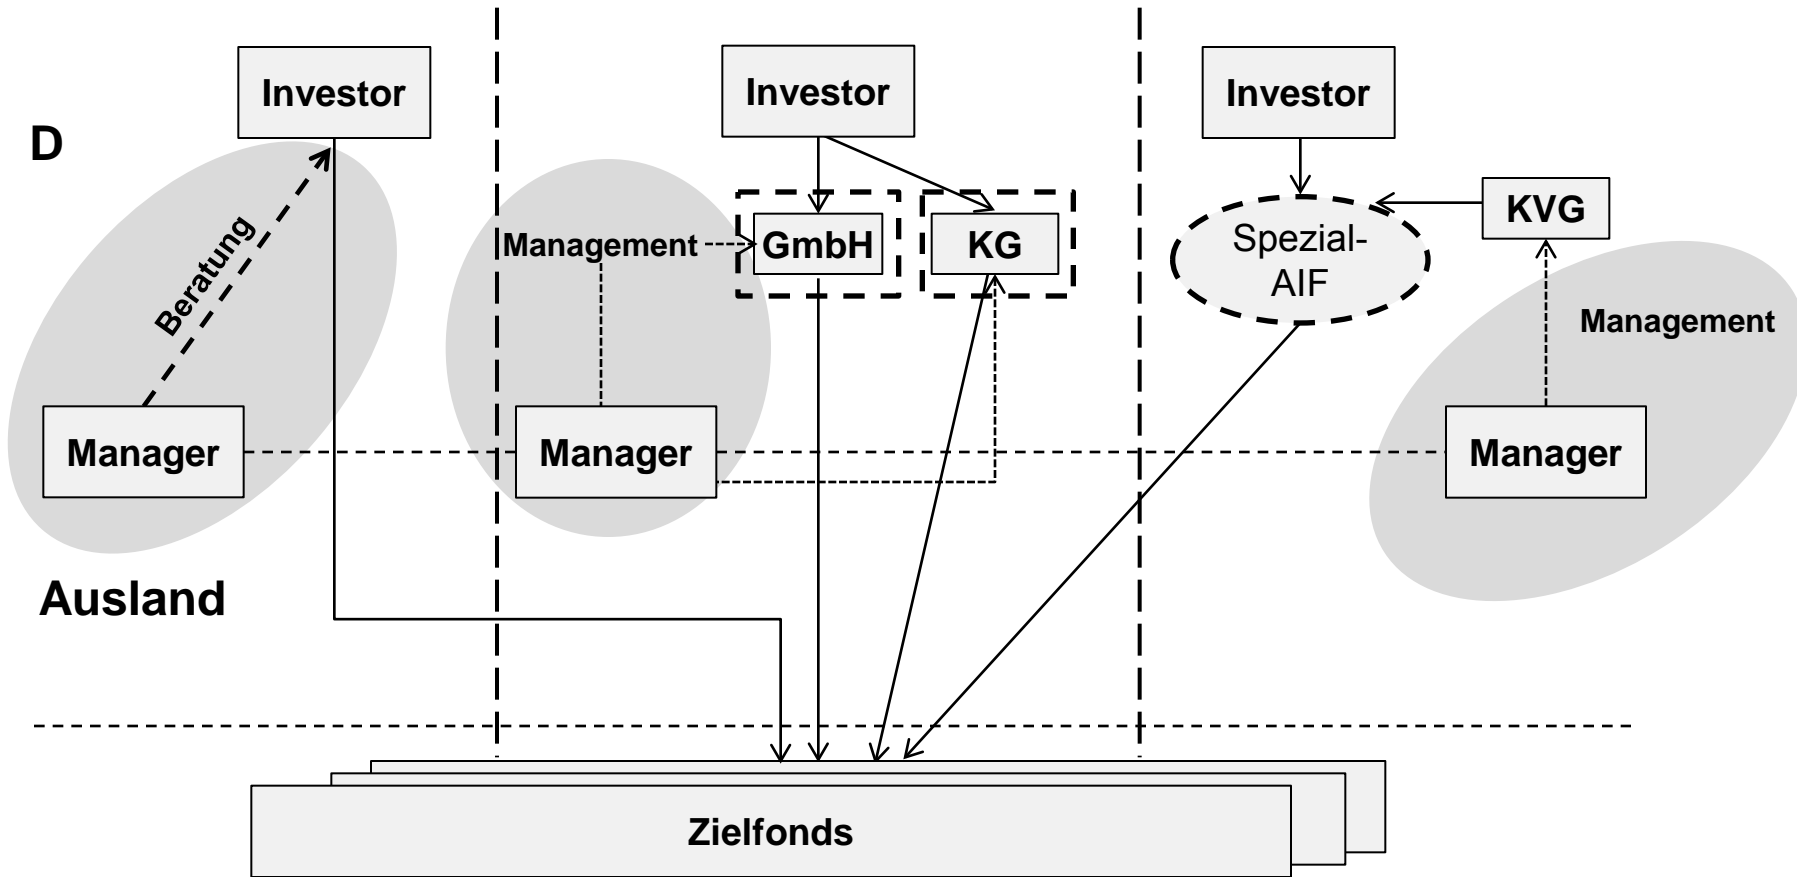 Investor
Investor
Investor
D
Beratung
Management
GmbH
KG
Spezial-
AIF
KVG
Management
Manager
Manager
Manager
Ausland
Zielfonds